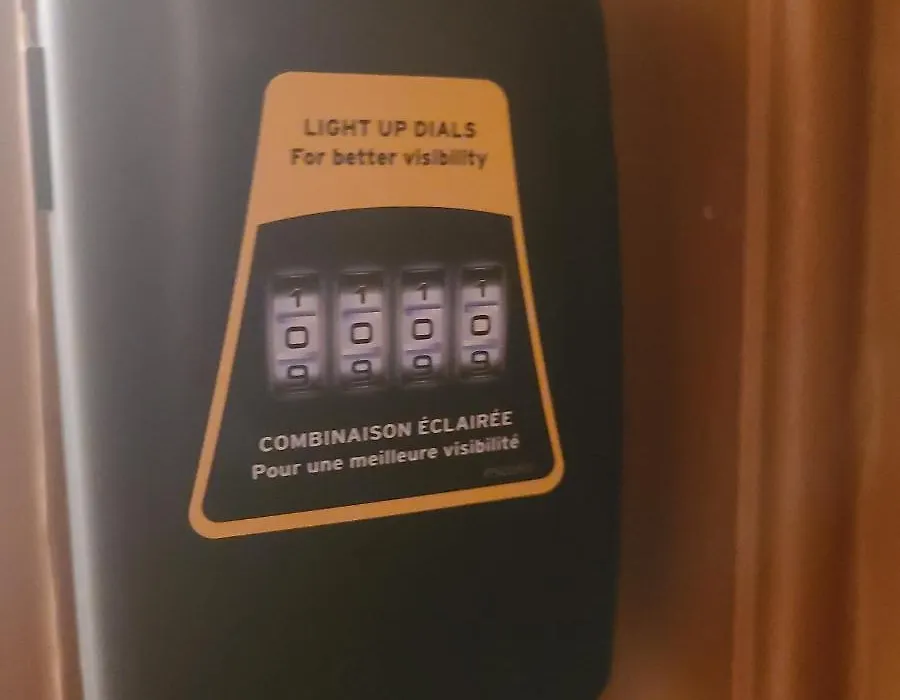 LIGHT UP DIALS
For better visibility
1 1 1 1
0 0 0 0
9 9 9 9
COMBINAISON ÉCLAIRÉE
Pour une meilleure visibilité